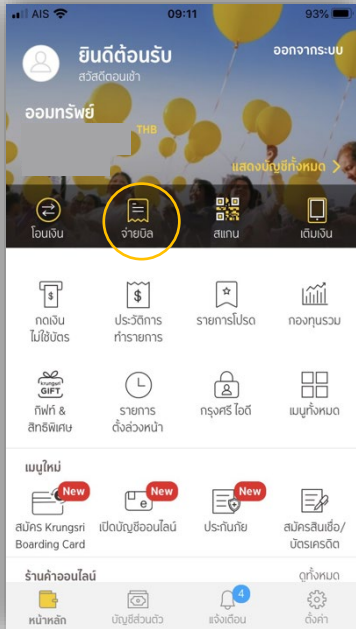 AIS 09:11 93%
ยินดีต้อนรับ ออกจากระบบ
สวัสดีตอนเช้า
ออมทรัพย์
THB
แสดงบัญชีทั้งหมด >
โอนเงิน จ่ายบิล สแกน เติมเงิน
$ $
กดเงิน ประวัติการ รายการโปรด กองทุนรวม
ไม่ใช้บัตร ทำรายการ
krungsri
GIFT
กิฟท์ & รายการ กรุงศรี ไอดี เมนูทั้งหมด
สิทธิพิเศษ ตั้งล่วงหน้า
เมนูใหม่
New New New
e
สมัคร Krungsri เปิดบัญชีออนไลน์ ประกันภัย สมัครสินเชื่อ/
Boarding Card บัตรเครดิต
ร้านค้าออนไลน์ ดูทั้งหมด
4
หน้าหลัก บัญชีส่วนตัว แจ้งเตือน ตั้งค่า